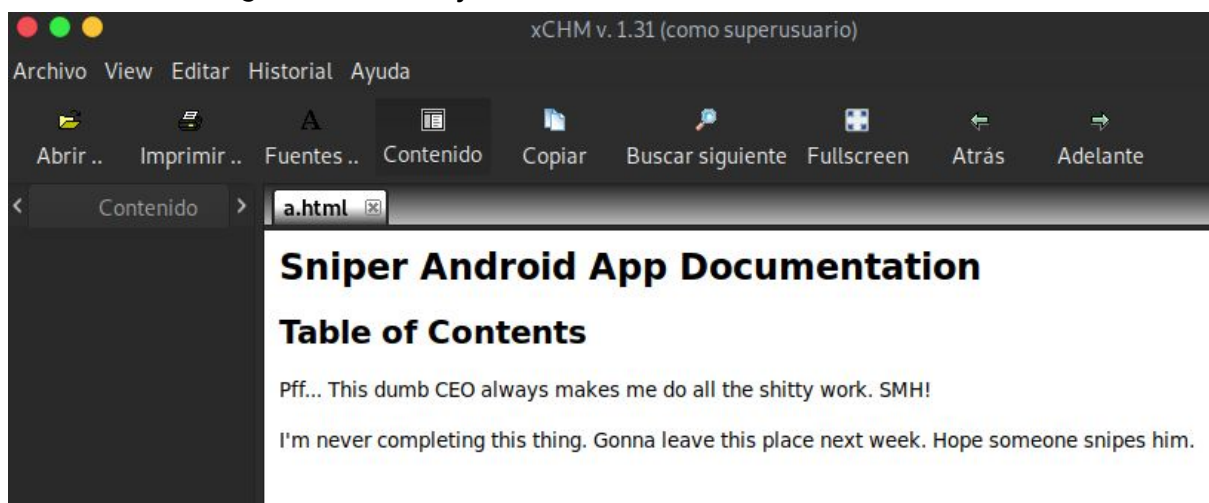 xCHM v. 1.31 (como superusuario)
Archivo View Editar Historial Ayuda
Abrir .. Imprimir .. Fuentes .. Contenido Copiar Buscar siguiente Fullscreen Atrás Adelante
Contenido a.html
Sniper Android App Documentation
Table of Contents
Pff... This dumb CEO always makes me do all the shitty work. SMH!
I'm never completing this thing. Gonna leave this place next week. Hope someone snipes him.